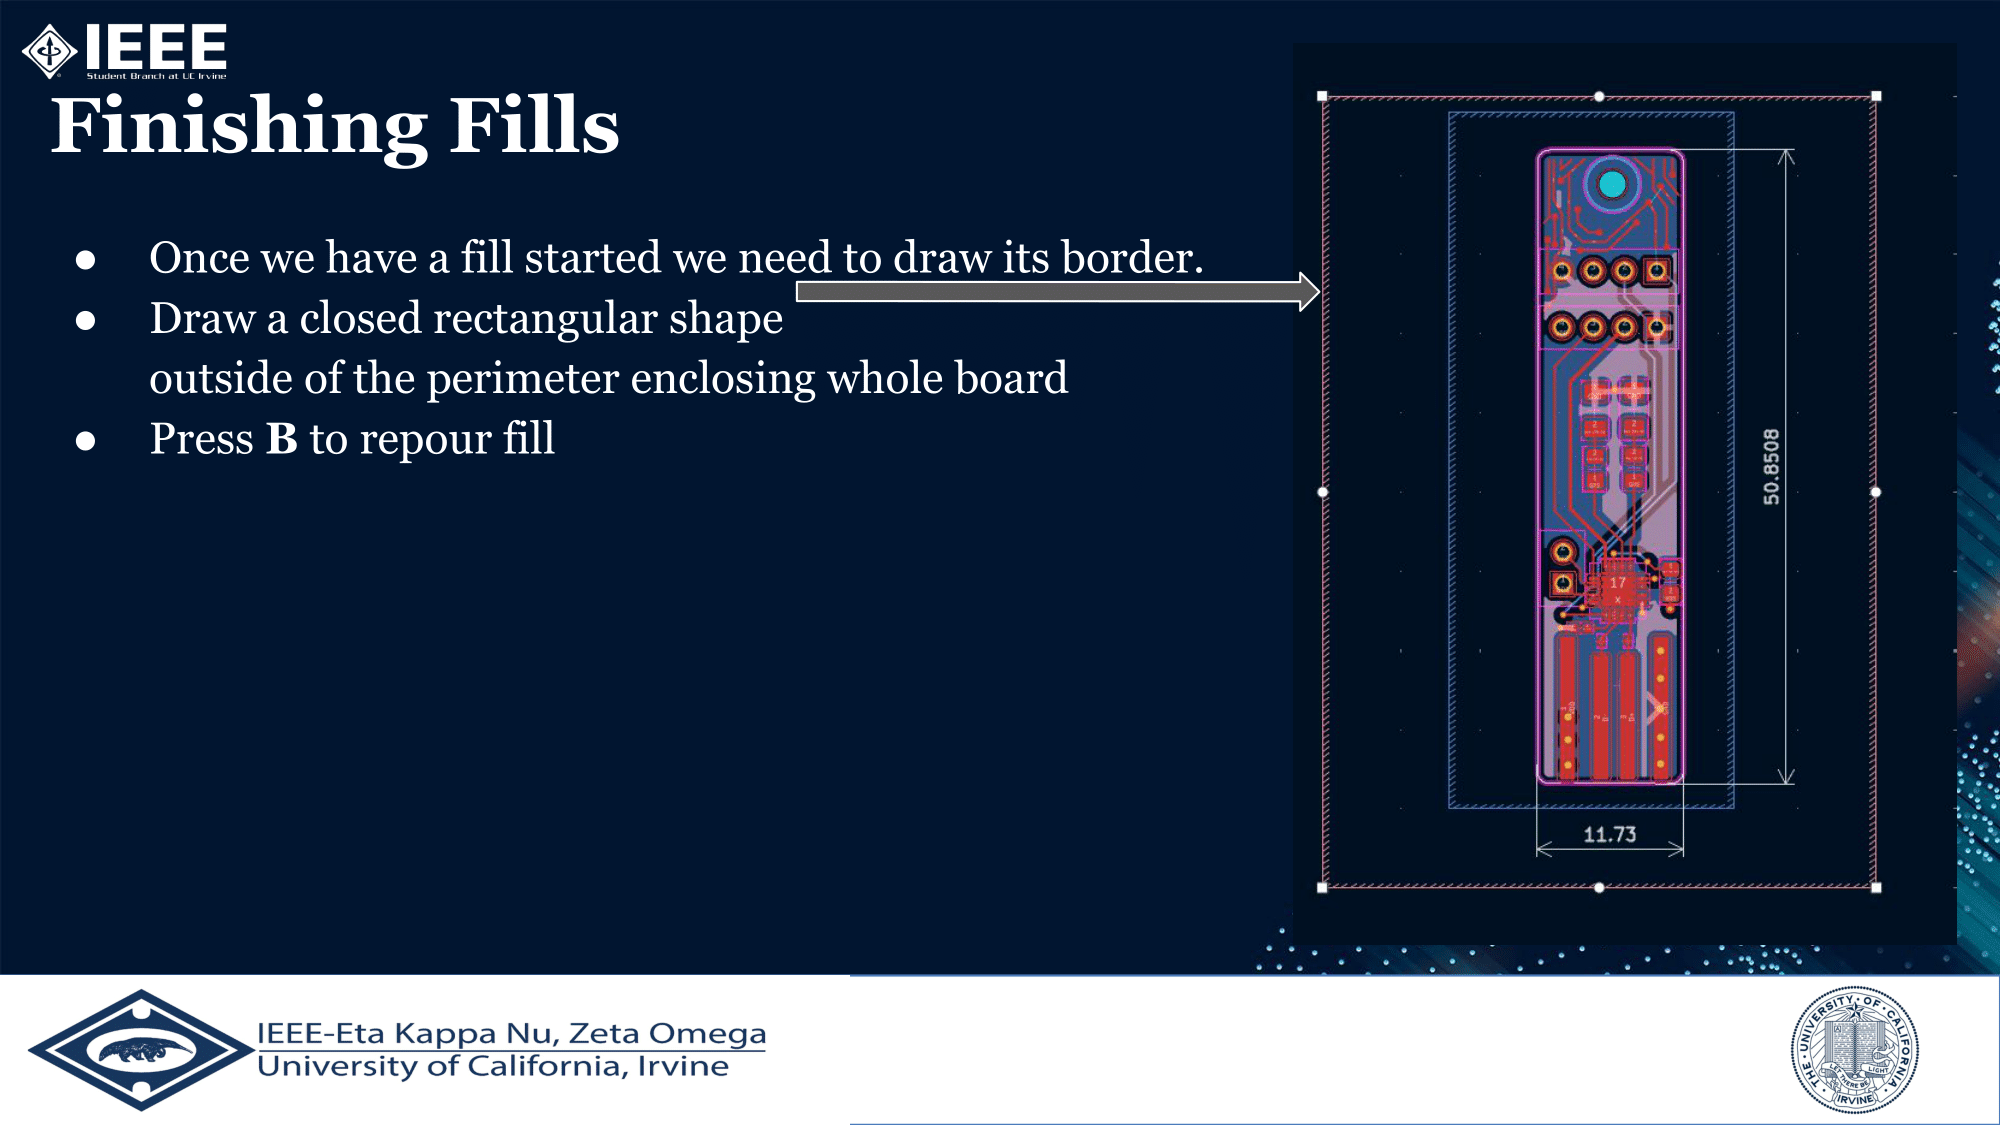 IEEE
Student Branch at UC Irvine
Finishing Fills
● Once we have a fill started we need to draw its border.
● Draw a closed rectangular shape
outside of the perimeter enclosing whole board
● Press B to repour fill
50.8508
17
11.73
IEEE-Eta Kappa Nu, Zeta Omega
University of California, Irvine
THE · UNIVERSITY · OF · CALIFORNIA
LET THERE BE LIGHT
IRVINE